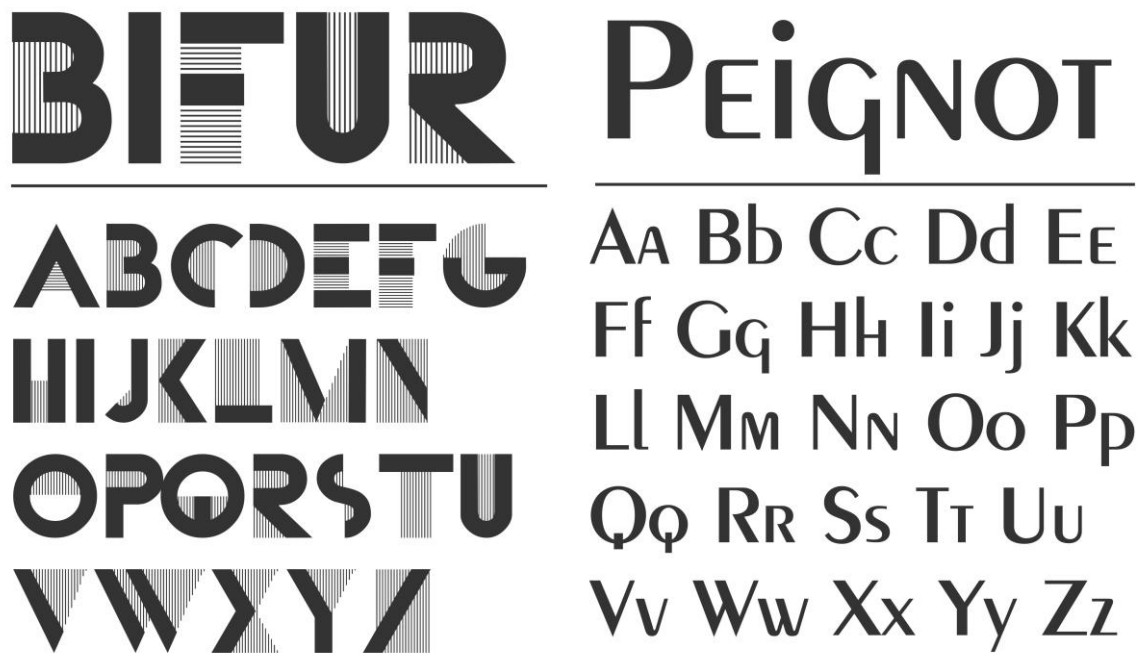 BIFUR
ABCDEFG
HIJKLMN
OPQRSTU
VWXYZ
Peignot
Aa Bb Cc Dd Ee
Ff Gg Hh Ii Jj Kk
Ll Mm Nn Oo Pp
Qq Rr Ss Tt Uu
Vv Ww Xx Yy Zz